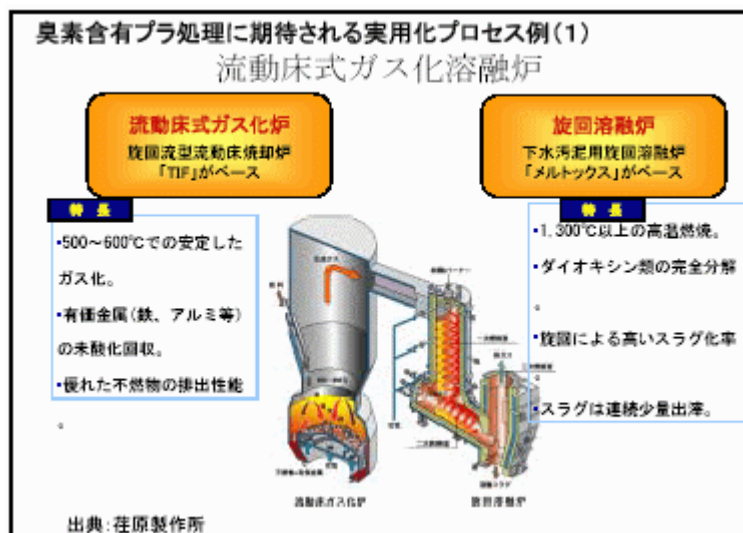 臭素含有プラ処理に期待される実用化プロセス例(1)
流動床式ガス化溶融炉
流動床式ガス化炉
旋回流型流動床焼却炉
「TIF」がベース
特長
▪500～600℃での安定した
ガス化。
▪有価金属(鉄、アルミ等)
の未酸化回収。
▪優れた不燃物の排出性能
。
旋回溶融炉
下水汚泥用旋回溶融炉
「メルトックス」がベース
特長
▪1,300℃以上の高温燃焼。
▪ダイオキシン類の完全分解
。
▪旋回による高いスラグ化率
。
▪スラグは連続少量出滓。
流動床ガス化炉
旋回溶融炉
出典:荏原製作所